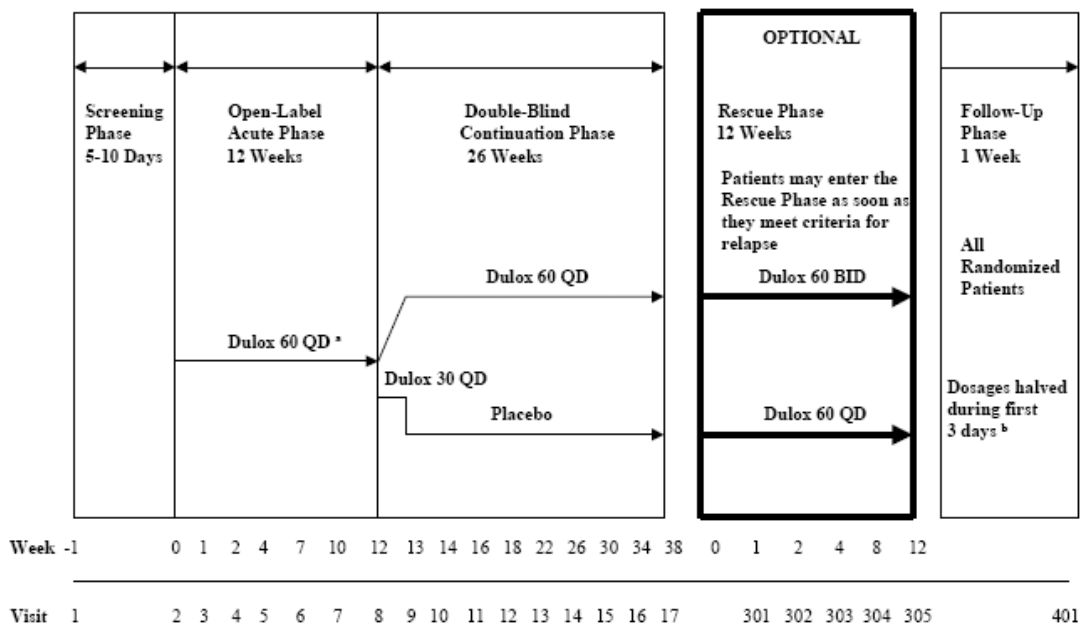 OPTIONAL
Screening
Phase
5-10 Days
Open-Label
Acute Phase
12 Weeks
Double-Blind
Continuation Phase
26 Weeks
Rescue Phase
12 Weeks
Patients may enter the
Rescue Phase as soon as
they meet criteria for
relapse
Follow-Up
Phase
1 Week
All
Randomized
Patients
Dulox 60 QD
Dulox 60 BID
Dulox 60 QD ᵃ
Dulox 30 QD
Placebo
Dulox 60 QD
Dosages halved
during first
3 days ᵇ
Week -1 0 1 2 4 7 10 12 13 14 16 18 22 26 30 34 38 0 1 2 4 8 12
Visit 1 2 3 4 5 6 7 8 9 10 11 12 13 14 15 16 17 301 302 303 304 305 401